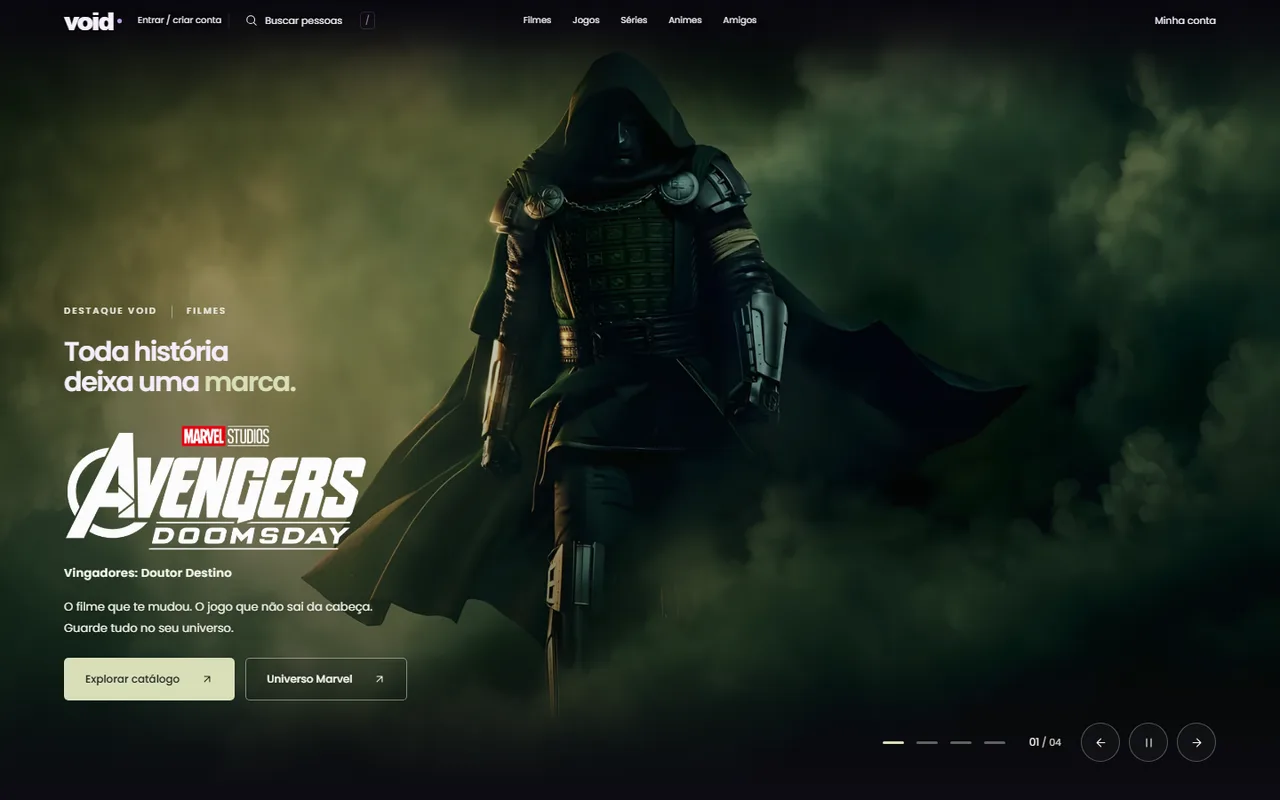 void
Entrar / criar conta
Buscar pessoas
/
Filmes
Jogos
Séries
Animes
Amigos
Minha conta
DESTAQUE VOID
FILMES
Toda história
deixa uma marca.
MARVEL STUDIOS
AVENGERS
DOOMSDAY
Vingadores: Doutor Destino
O filme que te mudou. O jogo que não sai da cabeça.
Guarde tudo no seu universo.
Explorar catálogo
Universo Marvel
01 / 04